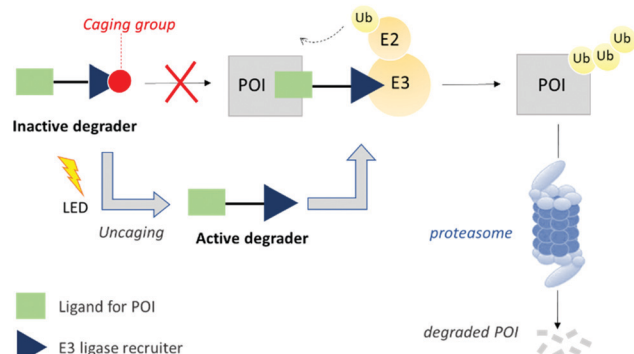 Caging group
Ub
E2
POI
E3
POI
Ub
Ub
Ub
Inactive degrader
LED
Uncaging
Active degrader
proteasome
Ligand for POI
E3 ligase recruiter
degraded POI